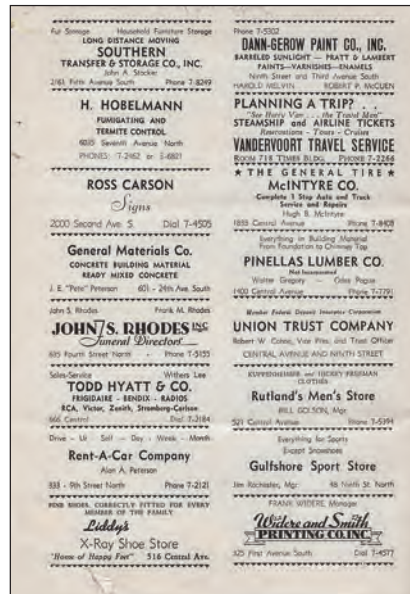 Fur Storage Household Furniture Storage
LONG DISTANCE MOVING
SOUTHERN
TRANSFER & STORAGE CO., INC.
John A. Stocker
2161 Fifth Avenue South Phone 7-8249
H. HOBELMANN
FUMIGATING AND
TERMITE CONTROL
6035 Seventh Avenue North
PHONES: 7-2462 or 5-6821
ROSS CARSON
Signs
2000 Second Ave. S. Dial 7-4505
General Materials Co.
CONCRETE BUILDING MATERIAL
READY MIXED CONCRETE
J. E. "Pete" Peterson 601 - 24th Ave. South
John S. Rhodes Frank M. Rhodes
JOHN S. RHODES INC
Funeral Directors
635 Fourth Street North - Phone 7-5155
Sales-Service Withers Lee
TODD HYATT & CO.
FRIGIDAIRE - BENDIX - RADIOS
RCA, Victor, Zenith, Stromberg-Carlson
666 Central Dial 7-3184
Drive - Ur Self - Day - Week - Month
Rent-A-Car Company
Alan A. Peterson
333 - 9th Street North Phone 7-2121
FINE SHOES CORRECTLY FITTED FOR EVERY
MEMBER OF THE FAMILY
Liddy's
X-Ray Shoe Store
"Home of Happy Feet" 516 Central Ave.
Phone 7-5302
DANN-GEROW PAINT CO., INC.
BARRELED SUNLIGHT - PRATT & LAMBERT
PAINTS—VARNISHES—ENAMELS
Ninth Street and Third Avenue South
HAROLD MELVIN ROBERT P. McCUEN
PLANNING A TRIP? . .
"See Harry Van ... the Travel Man"
STEAMSHIP and AIRLINE TICKETS
Reservations - Tours - Cruises
VANDERVOORT TRAVEL SERVICE
ROOM 718 TIMES BLDG. PHONE 7-2266
★ THE GENERAL TIRE ★
McINTYRE CO.
Complete 1 Stop Auto and Truck
Service and Repairs
Hugh B. McIntyre
1855 Central Avenue Phone 7-8408
Everything in Building Material
From Foundation to Chimney Top
PINELLAS LUMBER CO.
Not Incorporated
Walter Gregory - Oden Pogue
1400 Central Avenue Phone 7-7791
Member Federal Deposit Insurance Corporation
UNION TRUST COMPANY
Robert W. Vice Pres. and Trust Officer
CENTRAL AVENUE AND NINTH STREET
KUPPENHEIMER and SOCIETY
CLOTHES
Rutland's Men's Store
BILL GOLSON, Mgr.
521 Central Avenue Phone 7-5394
Everything for Sports
Except Snowshoes
Gulfshore Sport Store
Jim Rochester, Mgr. 46 Ninth St. North
FRANK WIDERE, Manager
Widere and Smith
PRINTING CO. INC.
325 First Avenue South Dial 7-4577